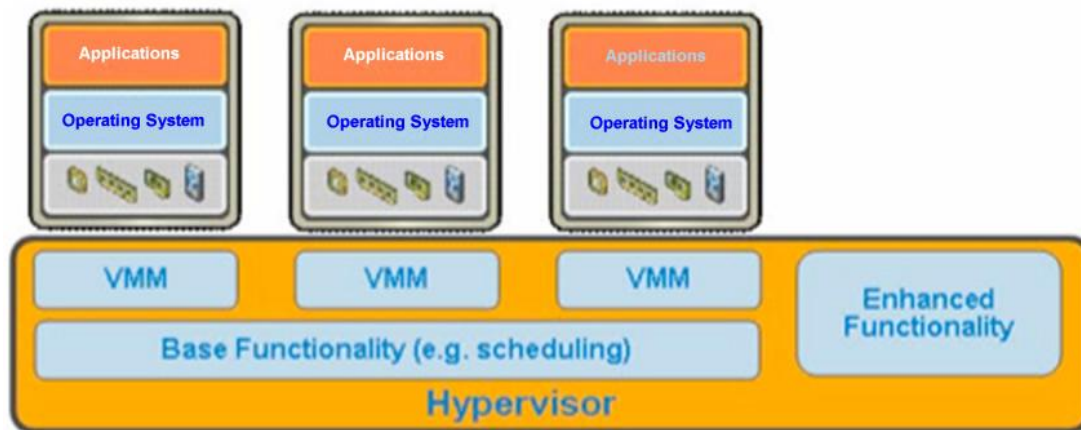 Applications
Applications
Applications
Operating System
Operating System
Operating System
VMM
VMM
VMM
Enhanced
Functionality
Base Functionality (e.g. scheduling)
Hypervisor